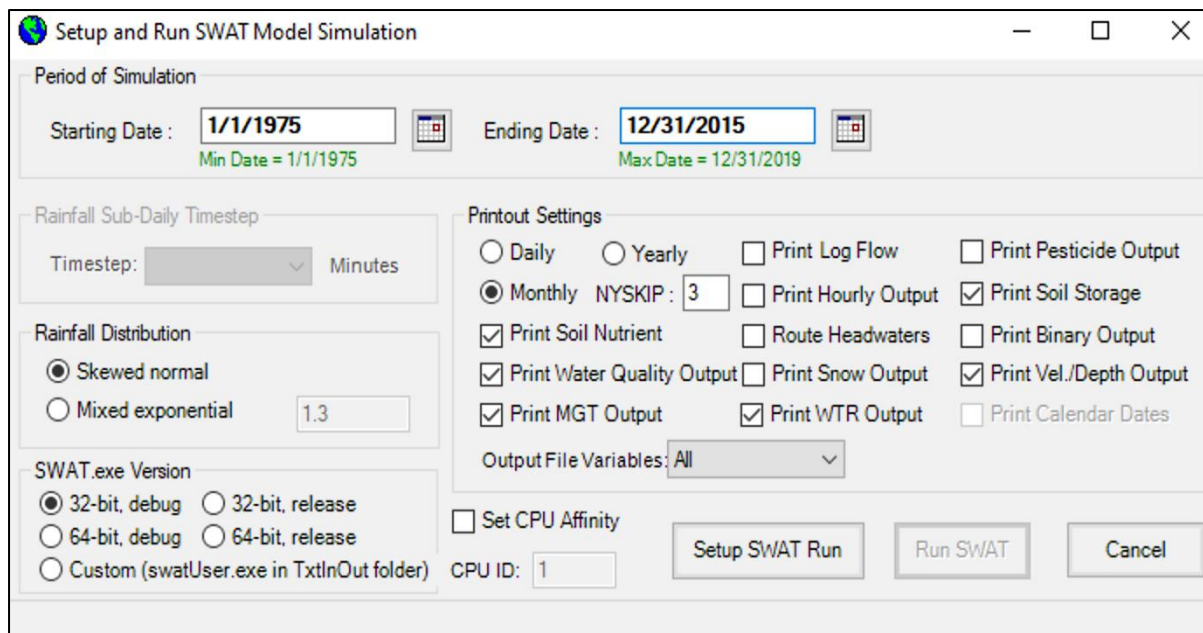 Setup and Run SWAT Model Simulation
Period of Simulation
Starting Date : 1/1/1975 Ending Date : 12/31/2015
Min Date = 1/1/1975 Max Date = 12/31/2019
Rainfall Sub-Daily Timestep
Timestep: Minutes
Rainfall Distribution
Skewed normal
Mixed exponential 1.3
SWAT.exe Version
32-bit, debug 32-bit, release
64-bit, debug 64-bit, release
Custom (swatUser.exe in TxtInOut folder)
Printout Settings
Daily Yearly Print Log Flow Print Pesticide Output
Monthly NYSKIP : 3 Print Hourly Output Print Soil Storage
Print Soil Nutrient Route Headwaters Print Binary Output
Print Water Quality Output Print Snow Output Print Vel./Depth Output
Print MGT Output Print WTR Output Print Calendar Dates
Output File Variables: All
Set CPU Affinity
CPU ID: 1
Setup SWAT Run Run SWAT Cancel